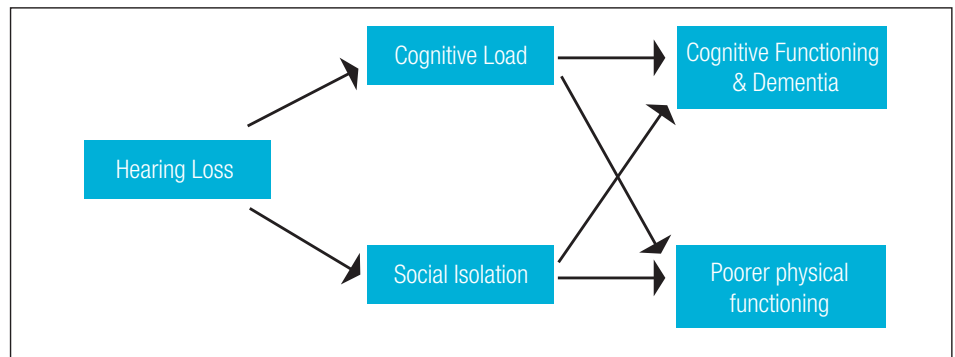 Cognitive Load
Cognitive Functioning
& Dementia
Hearing Loss
Social Isolation
Poorer physical
functioning